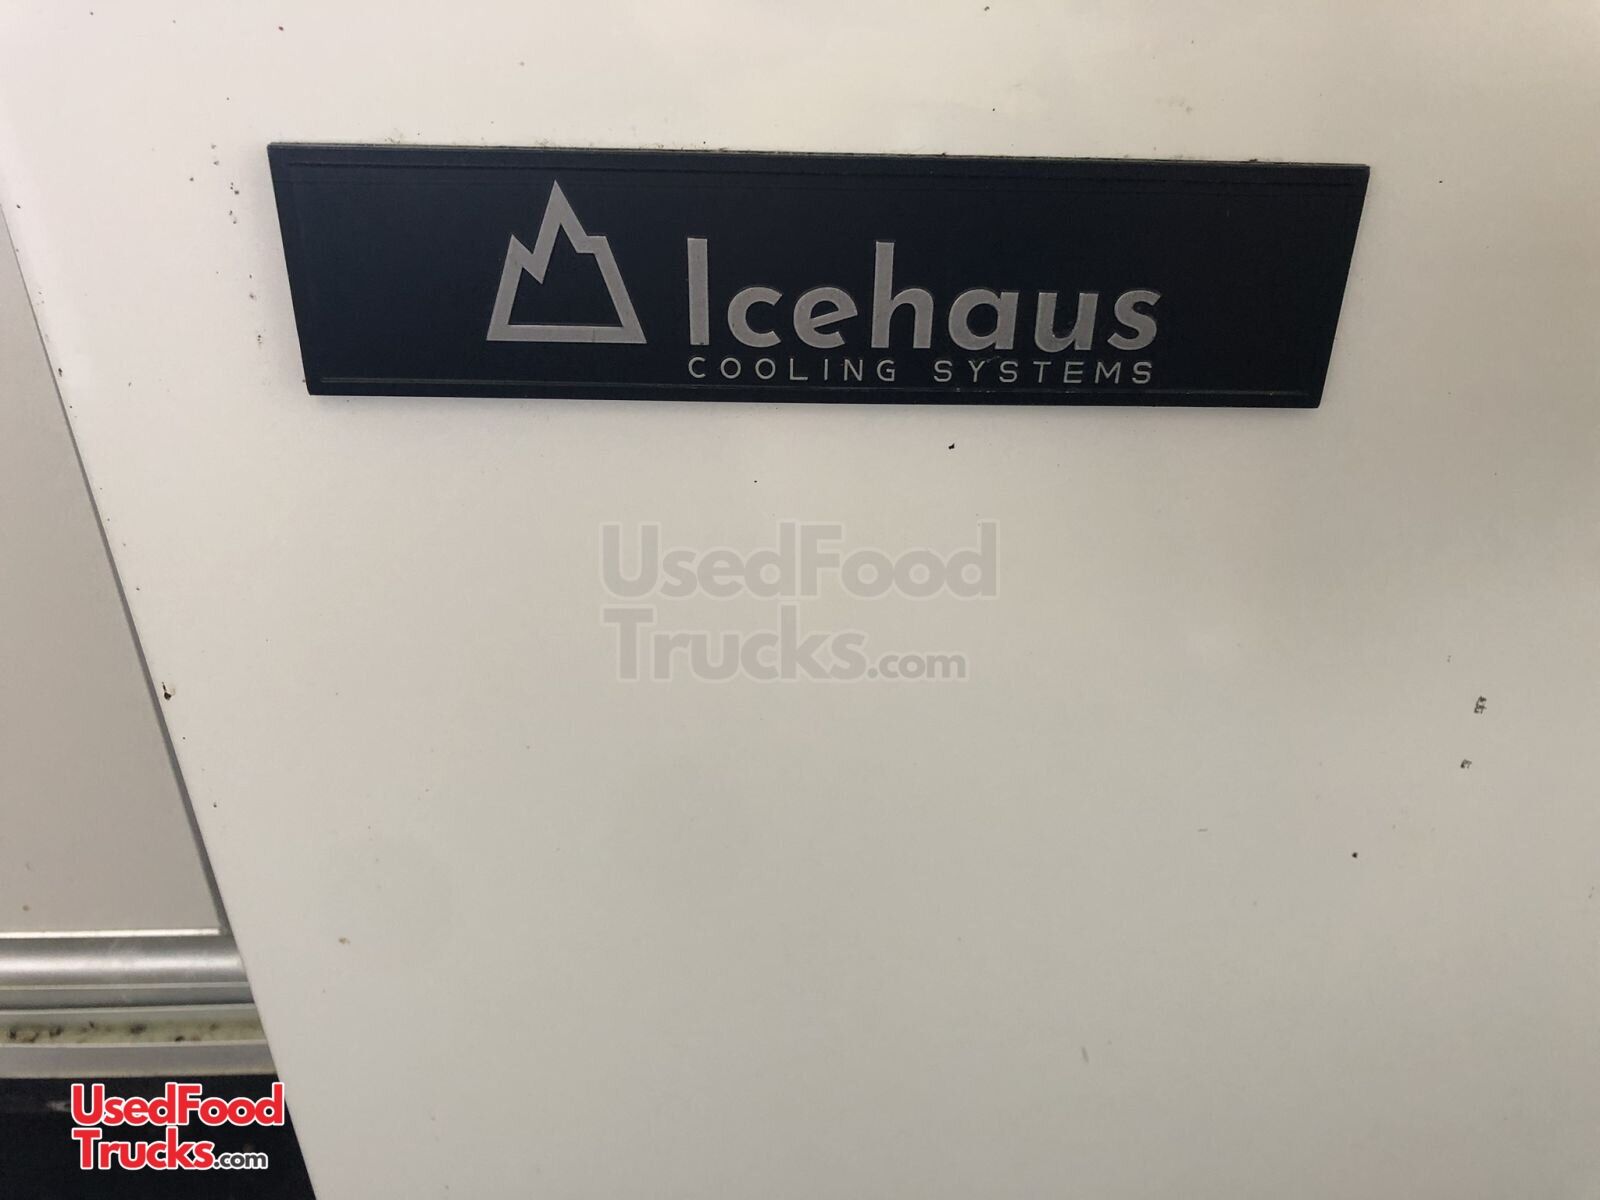 Icehaus
COOLING SYSTEMS
UsedFood
Trucks.com
UsedFood
Trucks.com